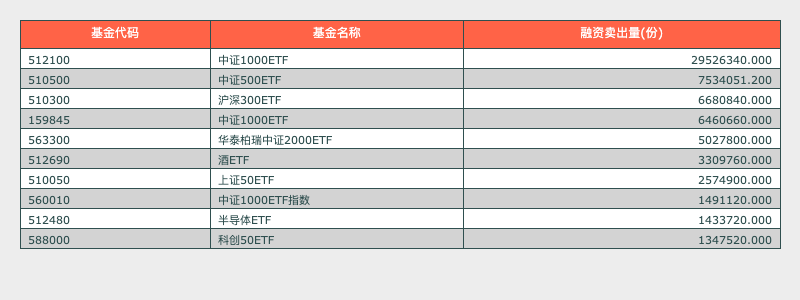 基金代码 基金名称 融资卖出量(份)
512100 中证1000ETF 29526340.000
510500 中证500ETF 7534051.200
510300 沪深300ETF 6680840.000
159845 中证1000ETF 6460660.000
563300 华泰柏瑞中证2000ETF 5027800.000
512690 酒ETF 3309760.000
510050 上证50ETF 2574900.000
560010 中证1000ETF指数 1491120.000
512480 半导体ETF 1433720.000
588000 科创50ETF 1347520.000